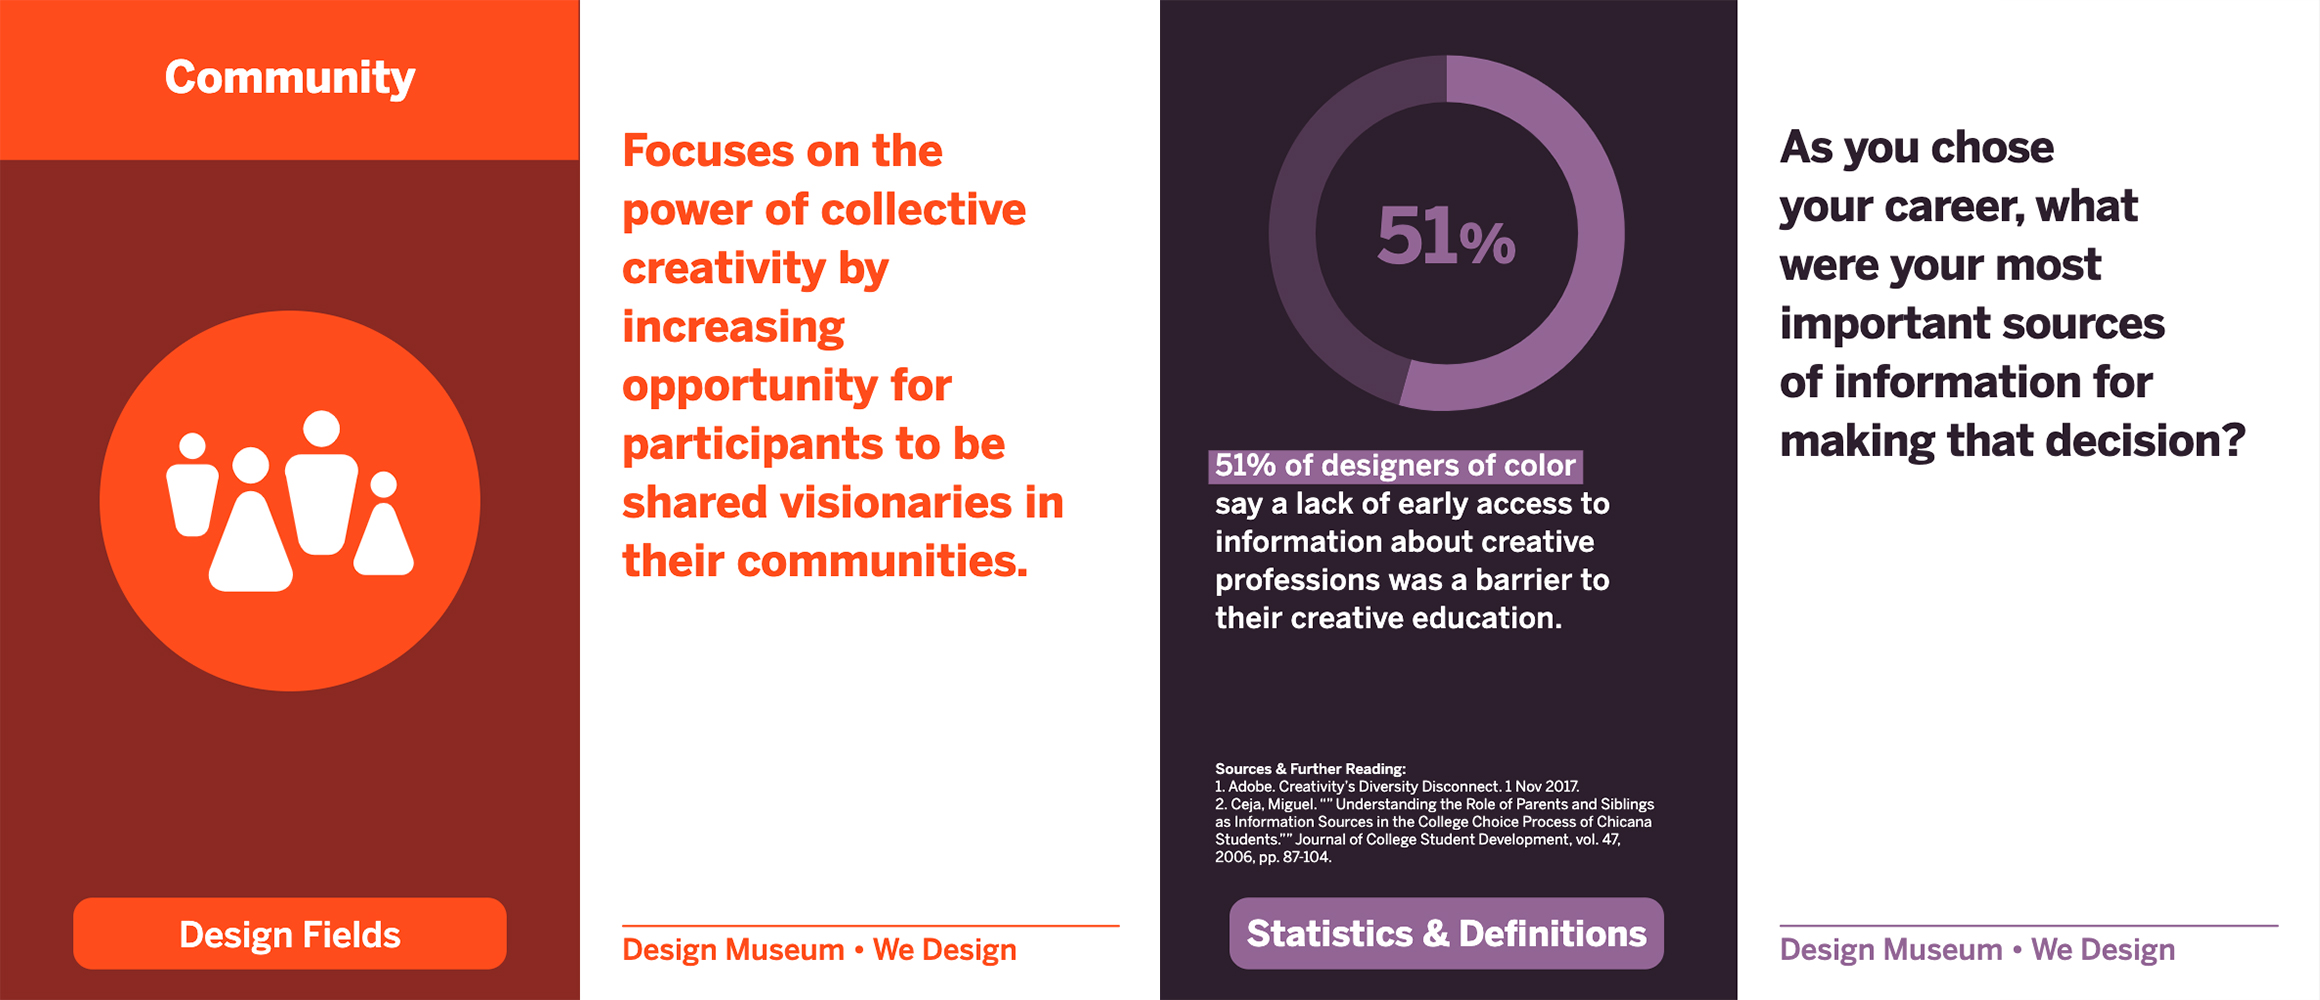 Community
Design Fields
Focuses on the
power of collective
creativity by
increasing
opportunity for
participants to be
shared visionaries in
their communities.
Design Museum • We Design
51%
51% of designers of color
say a lack of early access to
information about creative
professions was a barrier to
their creative education.
Sources & Further Reading:
1. Adobe. Creativity’s Diversity Disconnect. 1 Nov 2017.
2. Ceja, Miguel. “” Understanding the Role of Parents and Siblings
as Information Sources in the College Choice Process of Chicana
Students.”” Journal of College Student Development, vol. 47,
2006, pp. 87-104.
Statistics & Definitions
As you chose
your career, what
were your most
important sources
of information for
making that decision?
Design Museum • We Design